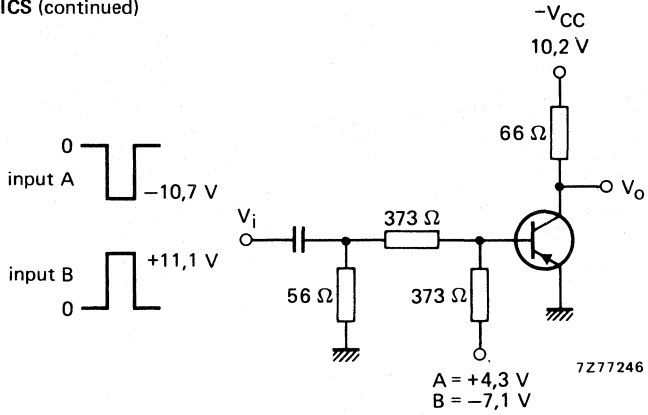 ICS (continued)
−VCC
10,2 V
66 Ω
Vo
0
input A
−10,7 V
Vi
373 Ω
input B
+11,1 V
0
56 Ω
373 Ω
A = +4,3 V
B = −7,1 V
7Z77246